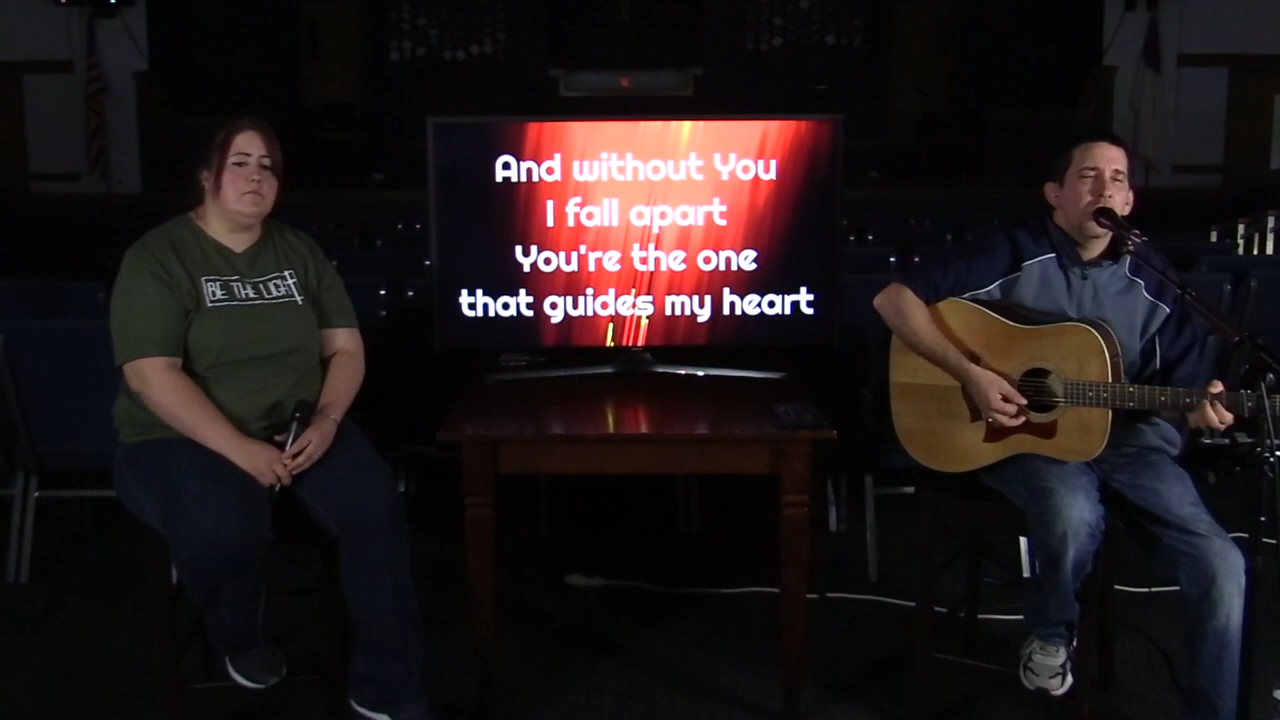 BE THE LIGHT
And without You
I fall apart
You're the one
that guides my heart